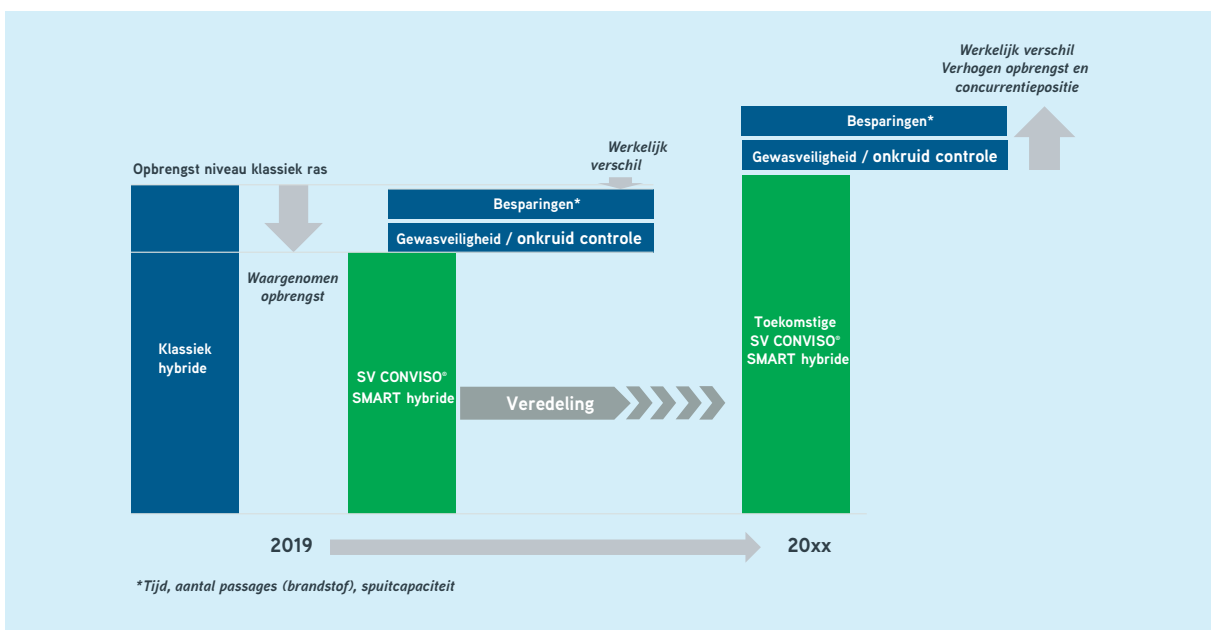 Werkelijk verschil
Verhogen opbrengst en
concurrentiepositie
Besparingen*
Gewasveiligheid / onkruid controle
Werkelijk
verschil
Opbrengst niveau klassiek ras
Besparingen*
Gewasveiligheid / onkruid controle
Waargenomen
opbrengst
Klassiek
hybride
SV CONVISO®
SMART hybride
Veredeling
Toekomstige
SV CONVISO®
SMART hybride
2019
20xx
*Tijd, aantal passages (brandstof), spuitcapaciteit